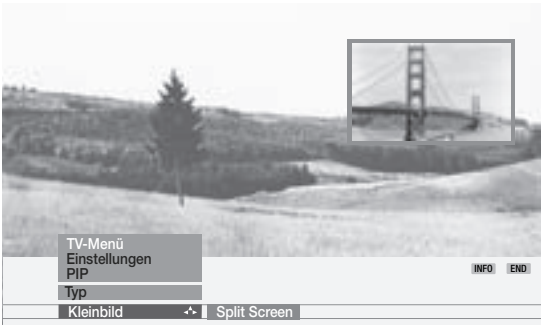 TV-Menü
Einstellungen
PIP
INFO END
Typ
Kleinbild Split Screen